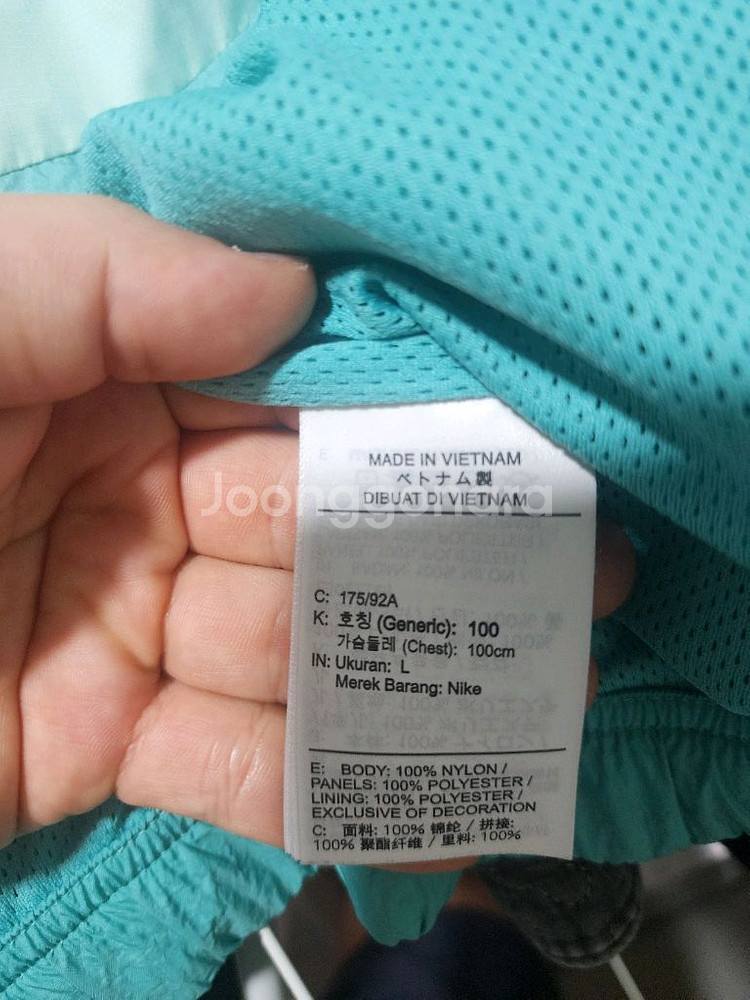 MADE IN VIETNAM
ベトナム製
DIBUAT DI VIETNAM
Joonggonara
C: 175/92A
K: 호칭 (Generic): 100
가슴둘레 (Chest): 100cm
IN: Ukuran: L
Merek Barang: Nike
E: BODY: 100% NYLON /
PANELS: 100% POLYESTER /
LINING: 100% POLYESTER /
EXCLUSIVE OF DECORATION
C: 面料: 100% 锦纶 / 拼接:
100% 聚酯纤维 / 里料: 100%